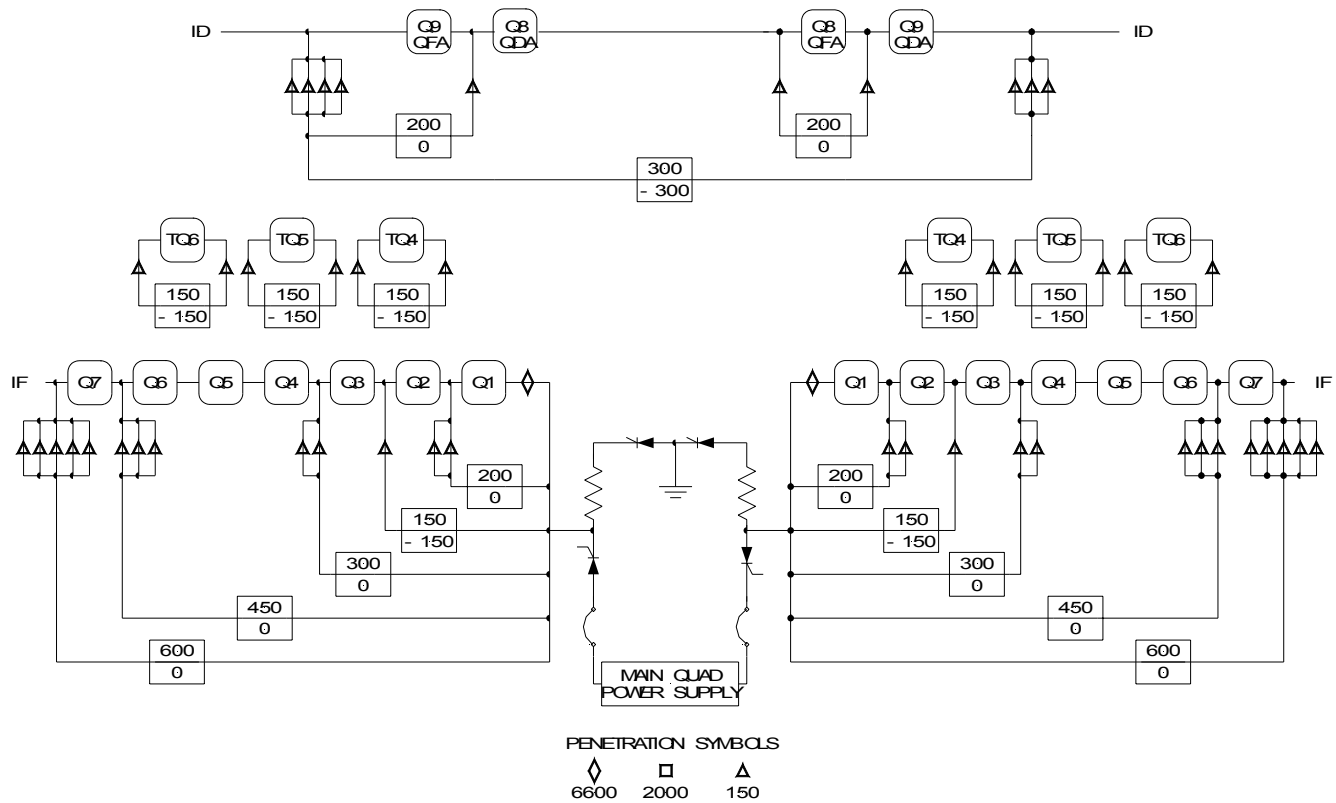 ID Q9 Q8 Q8 Q9 ID
QFA QDA QFA QDA
200 200
0 0
300
- 300
TQ6 TQ5 TQ4 TQ4 TQ5 TQ6
150 150 150 150 150 150
- 150 - 150 - 150 - 150 - 150 - 150
IF Q7 Q6 Q5 Q4 Q3 Q2 Q1 Q1 Q2 Q3 Q4 Q5 Q6 Q7 IF
200 200
0 0
150 150
- 150 - 150
300 300
0 0
450 450
0 0
600 600
0 0
MAIN QUAD
POWER SUPPLY
PENETRATION SYMBOLS
6600 2000 150